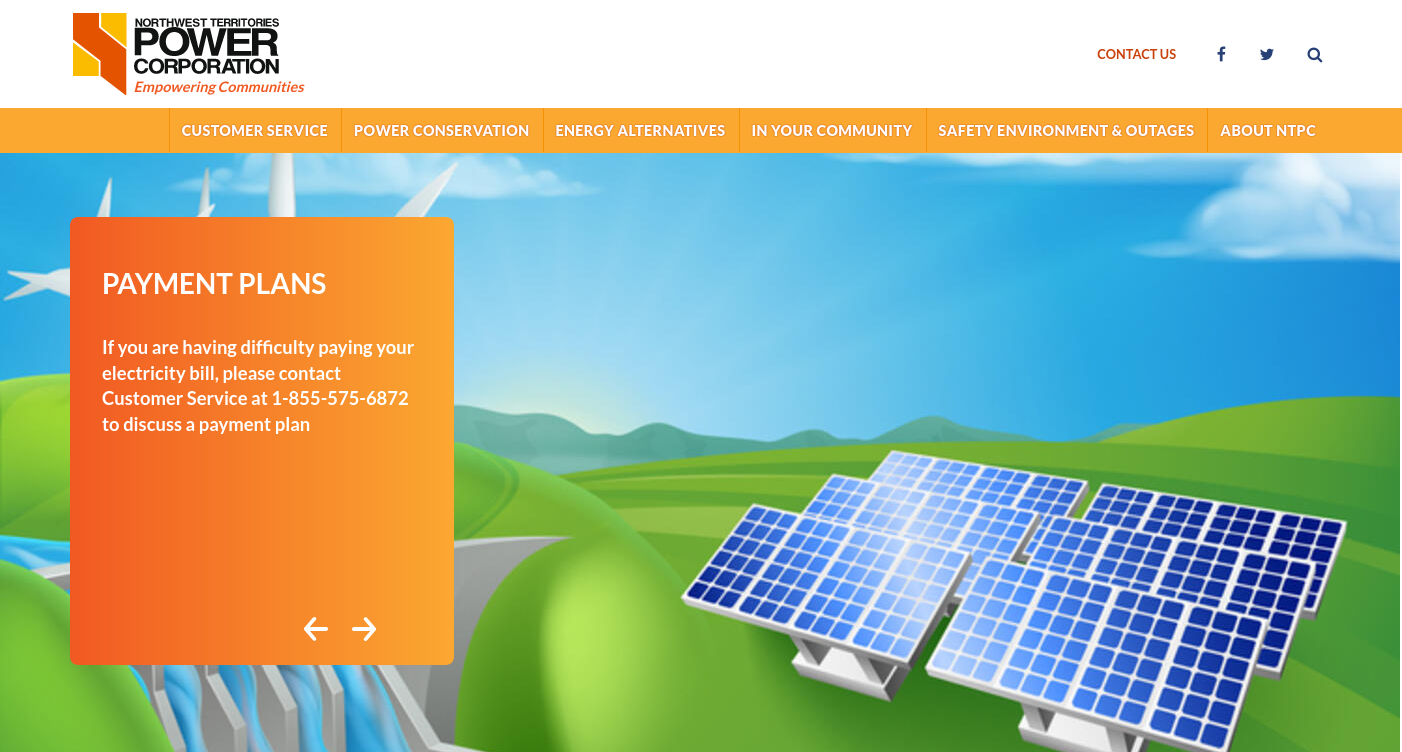 NORTHWEST TERRITORIES
POWER
CORPORATION
Empowering Communities
CONTACT US
CUSTOMER SERVICE
POWER CONSERVATION
ENERGY ALTERNATIVES
IN YOUR COMMUNITY
SAFETY ENVIRONMENT & OUTAGES
ABOUT NTPC
PAYMENT PLANS
If you are having difficulty paying your
electricity bill, please contact
Customer Service at 1-855-575-6872
to discuss a payment plan